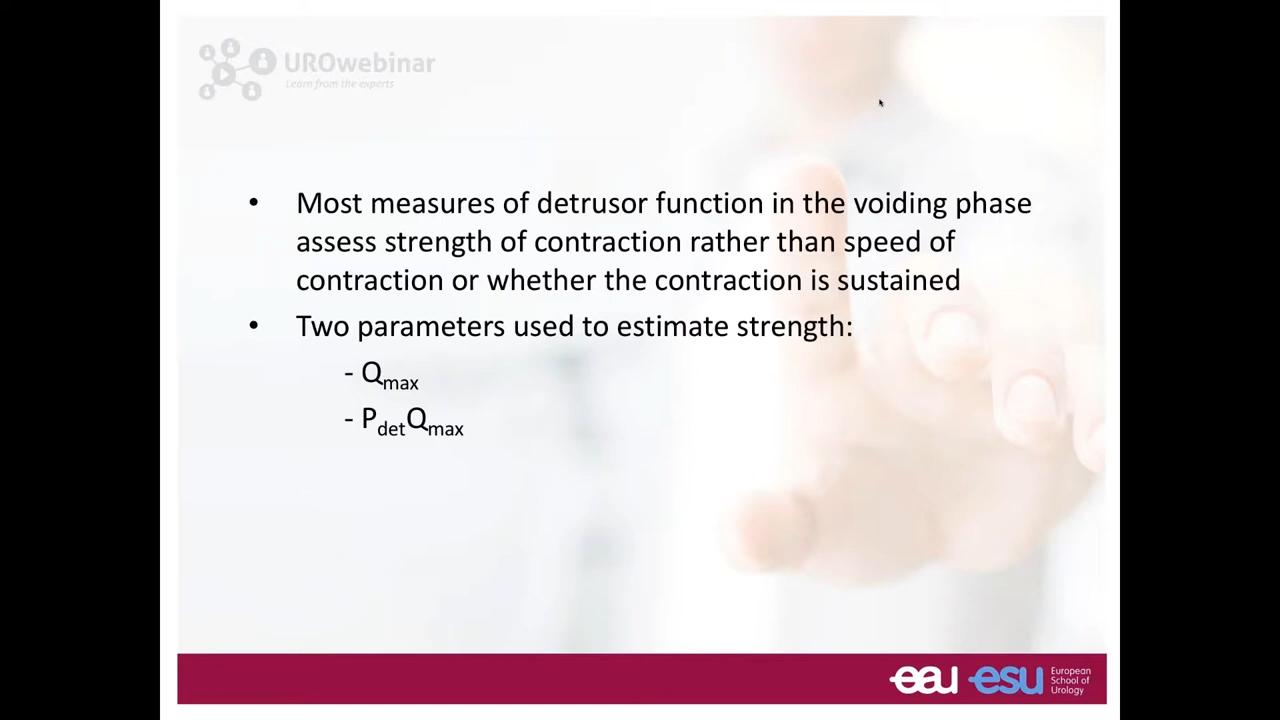 UROwebinar
Learn from the experts
• Most measures of detrusor function in the voiding phase
assess strength of contraction rather than speed of
contraction or whether the contraction is sustained
• Two parameters used to estimate strength:
- Qmax
- PdetQmax
eau esu European
School of
Urology